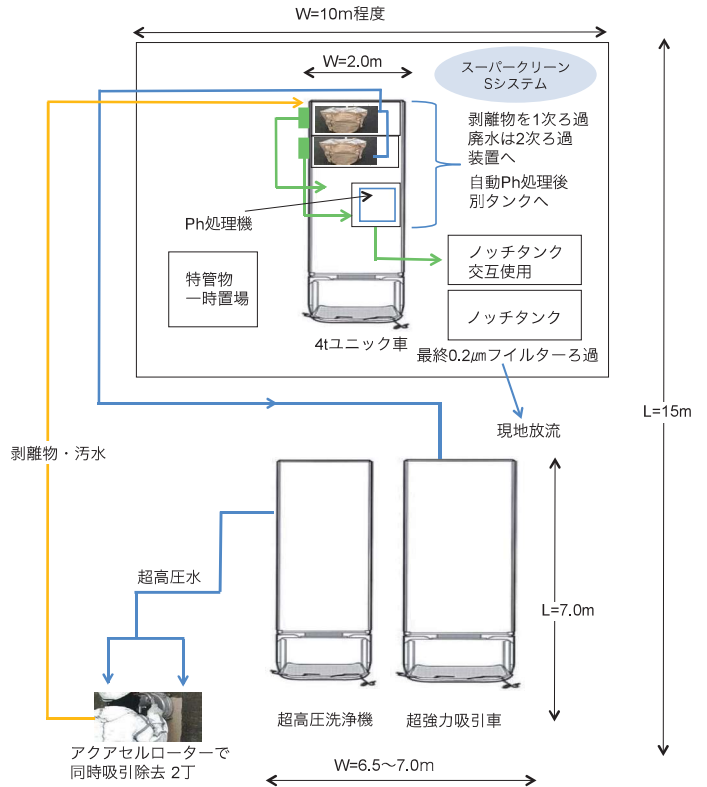 W=10m程度
W=2.0m
スーパークリーン
Sシステム
剥離物を1次ろ過
廃水は2次ろ過
装置へ
自動Ph処理後
別タンクへ
Ph処理機
特管物
一時置場
ノッチタンク
交互使用
ノッチタンク
4tユニック車
最終0.2㎛フイルターろ過
L=15m
現地放流
剥離物・汚水
超高圧水
L=7.0m
超高圧洗浄機
超強力吸引車
アクアセルローターで
同時吸引除去 2丁
W=6.5〜7.0m